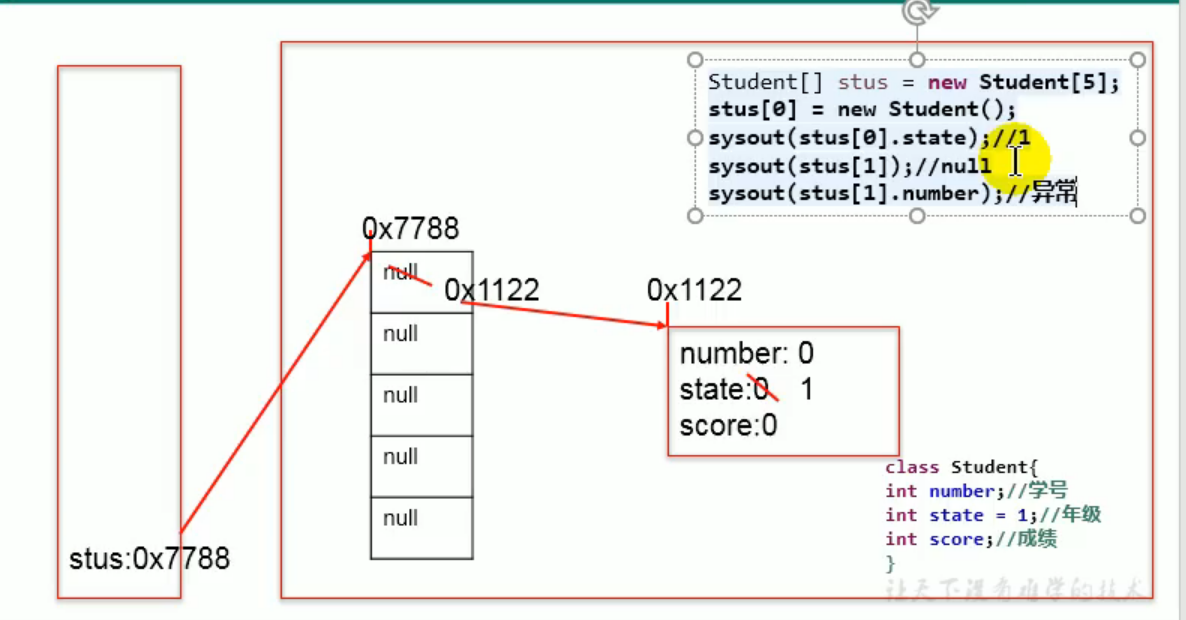 Student[] stus = new Student[5];
stus[0] = new Student();
sysout(stus[0].state);//1
sysout(stus[1]);//null
sysout(stus[1].number);//异常
0x7788
null
0x1122
0x1122
null
number: 0
state:0 1
null
score:0
null
class Student{
int number;//学号
null
int state = 1;//年级
int score;//成绩
stus:0x7788
}
让天下没有难学的技术